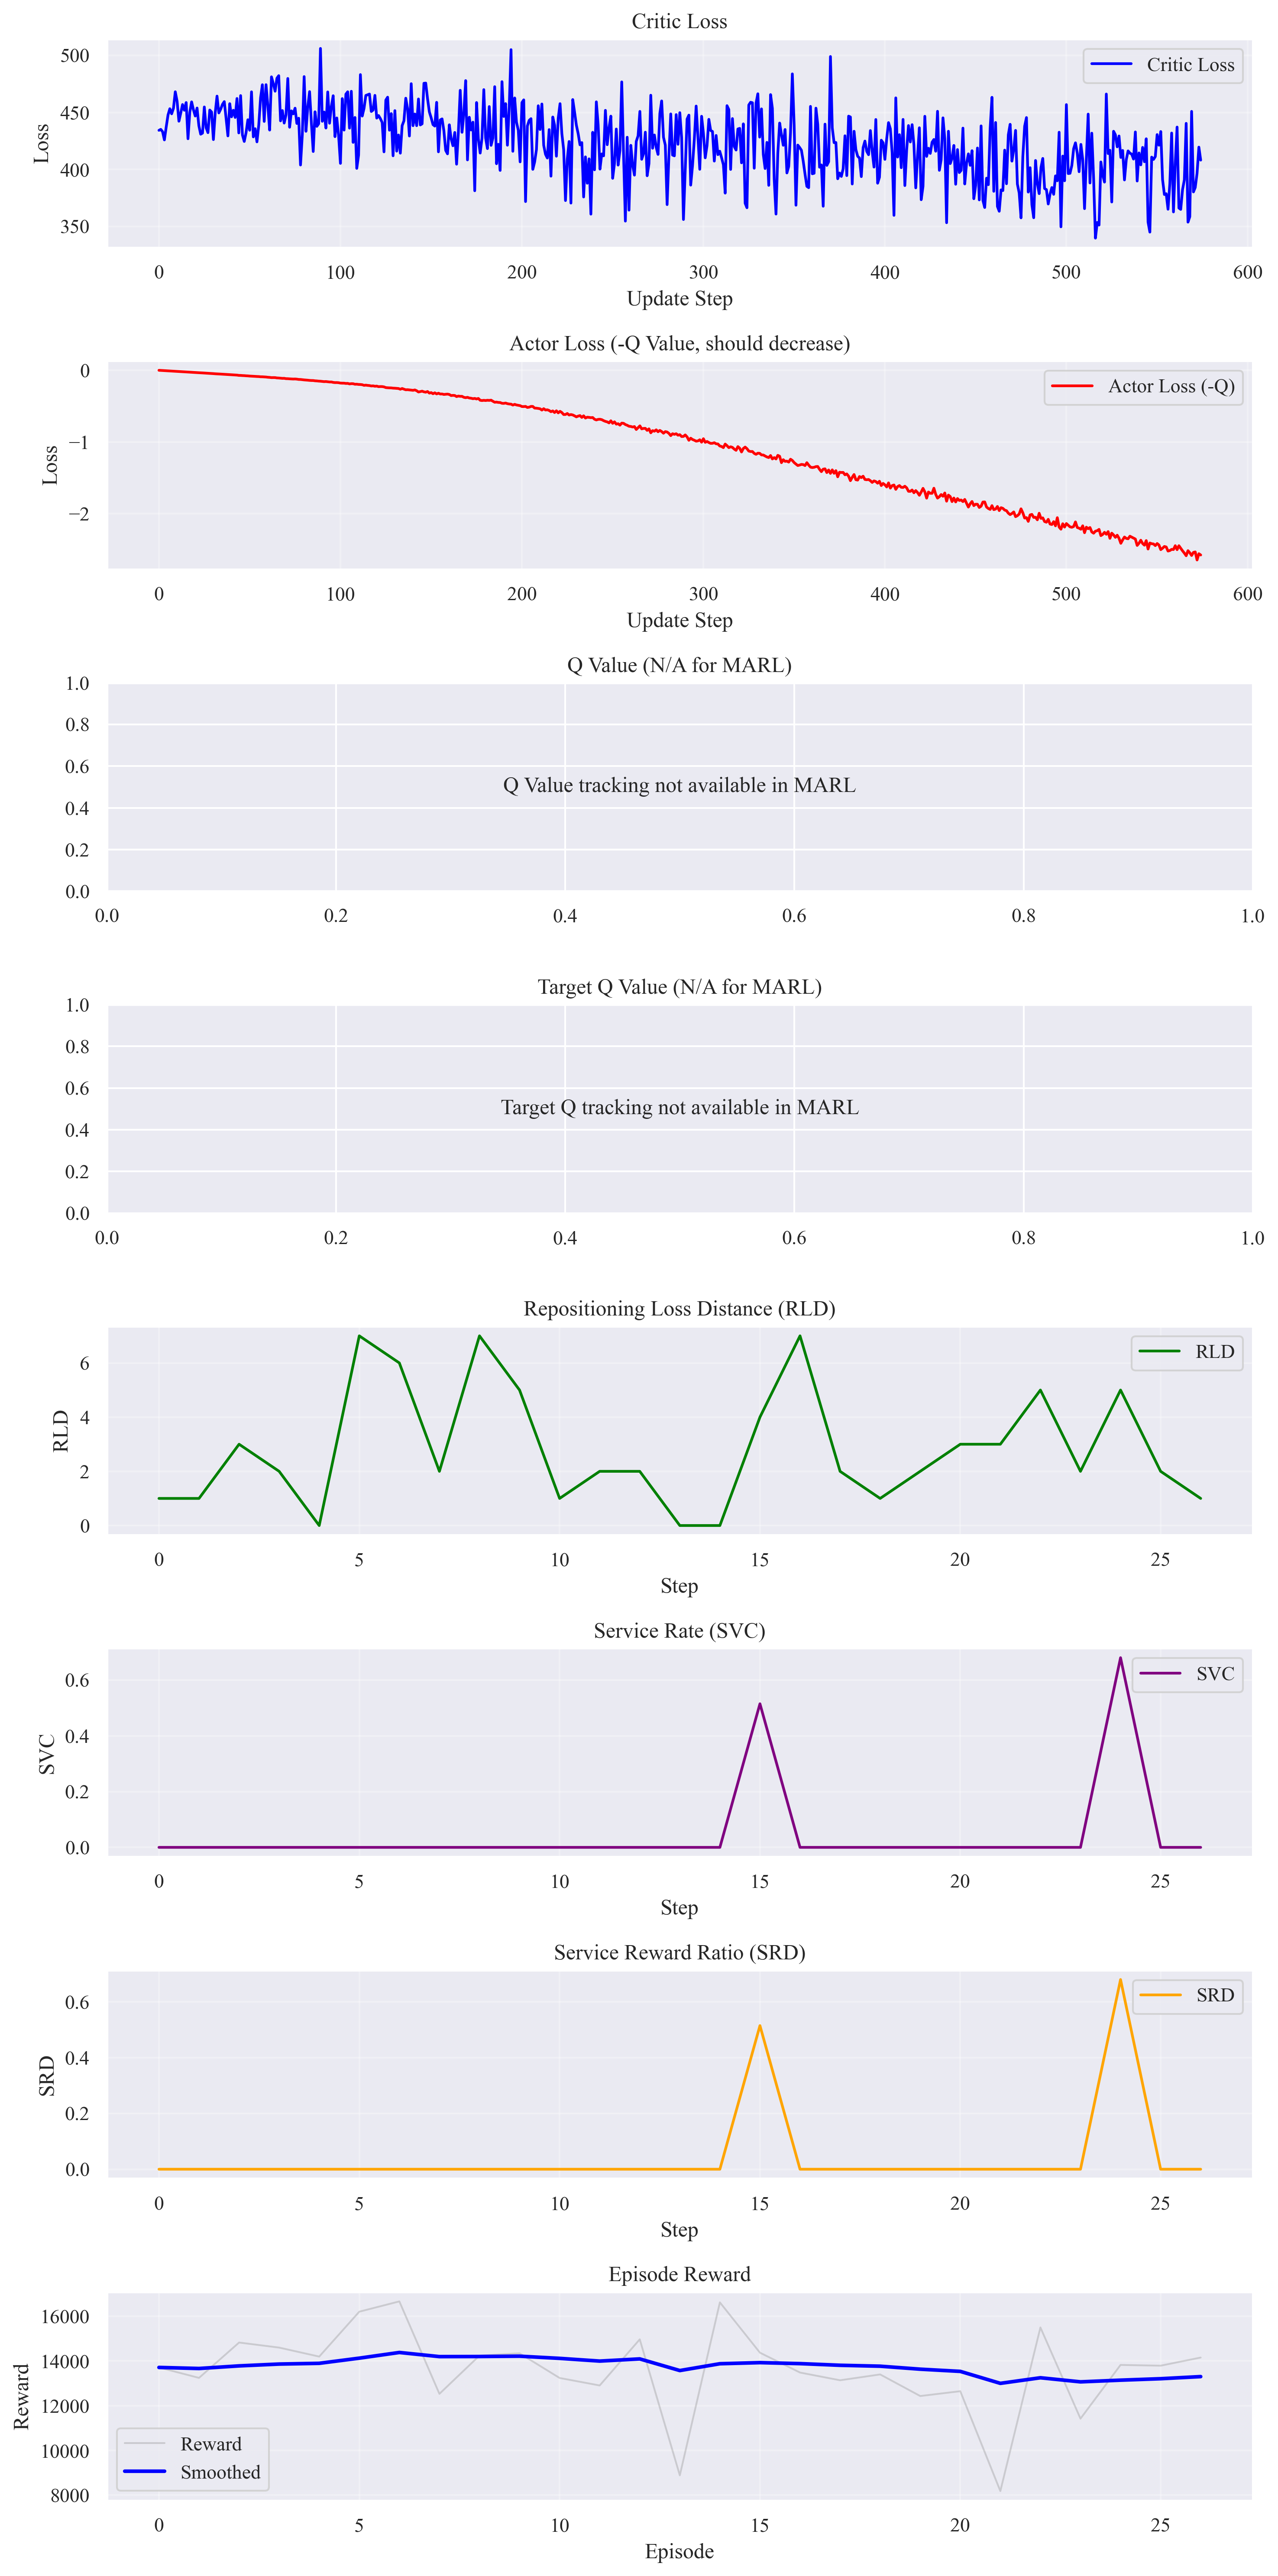 Critic Loss
500
450
400
350
Loss
Critic Loss
0 100 200 300 400 500 600
Update Step
Actor Loss (-Q Value, should decrease)
0
−1
−2
Loss
Actor Loss (-Q)
0 100 200 300 400 500 600
Update Step
Q Value (N/A for MARL)
1.0
0.8
0.6
Q Value tracking not available in MARL
0.4
0.2
0.0
0.0 0.2 0.4 0.6 0.8 1.0
Target Q Value (N/A for MARL)
1.0
0.8
0.6
Target Q tracking not available in MARL
0.4
0.2
0.0
0.0 0.2 0.4 0.6 0.8 1.0
Repositioning Loss Distance (RLD)
RLD
6
4
2
0
RLD
0 5 10 15 20 25
Step
Service Rate (SVC)
SVC
0.6
0.4
0.2
0.0
SVC
0 5 10 15 20 25
Step
Service Reward Ratio (SRD)
SRD
0.6
0.4
0.2
0.0
SRD
0 5 10 15 20 25
Step
Episode Reward
16000
14000
12000
10000
8000
Reward
Reward
Smoothed
0 5 10 15 20 25
Episode